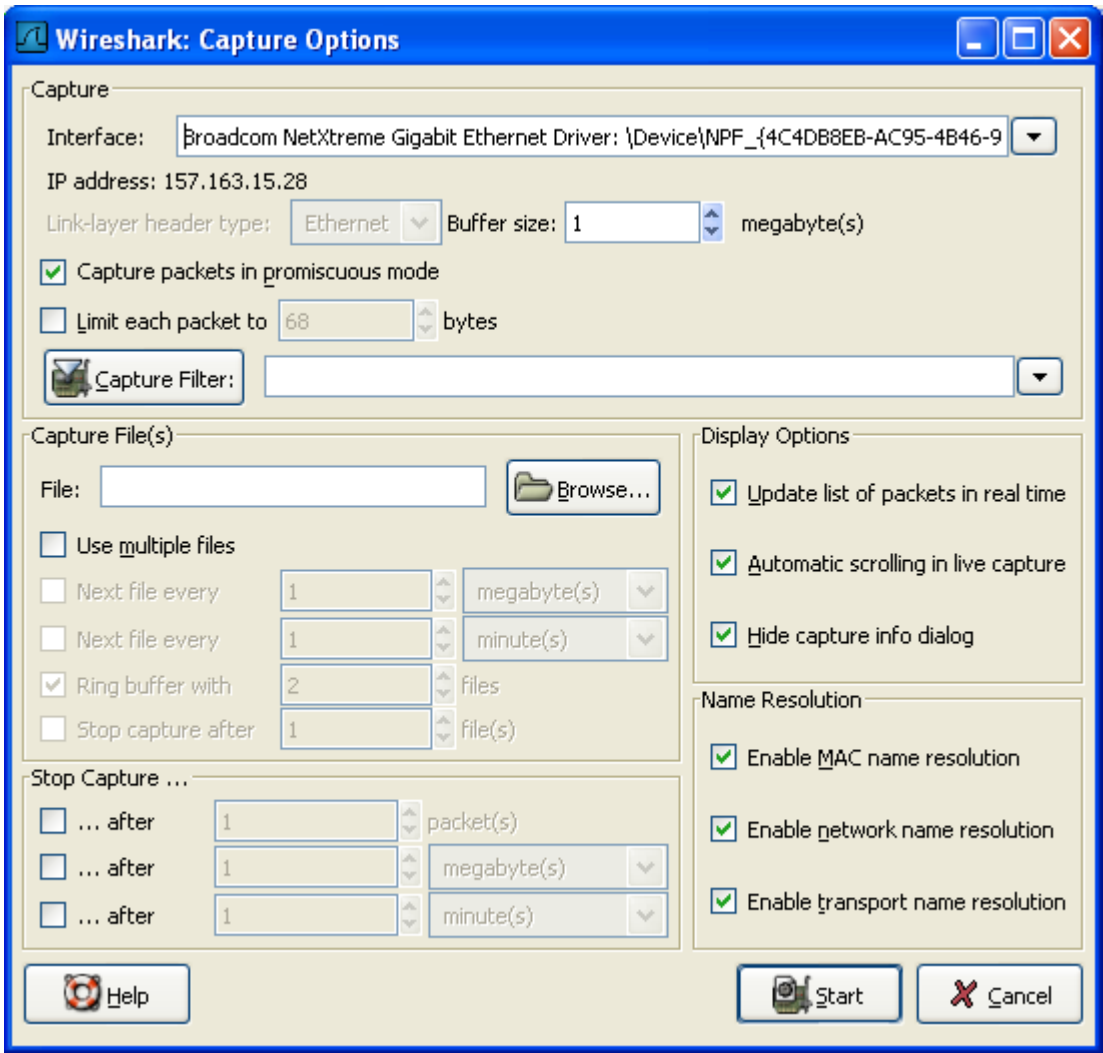 Wireshark: Capture Options
Capture
Interface: Broadcom NetXtreme Gigabit Ethernet Driver: \Device\NPF_{4C4DB8EB-AC95-4B46-9
IP address: 157.163.15.28
Link-layer header type: Ethernet Buffer size: 1 megabyte(s)
Capture packets in promiscuous mode
Limit each packet to 68 bytes
Capture Filter:
Capture File(s)
File: Browse...
Use multiple files
Next file every 1 megabyte(s)
Next file every 1 minute(s)
Ring buffer with 2 files
Stop capture after 1 file(s)
Stop Capture ...
... after 1 packet(s)
... after 1 megabyte(s)
... after 1 minute(s)
Display Options
Update list of packets in real time
Automatic scrolling in live capture
Hide capture info dialog
Name Resolution
Enable MAC name resolution
Enable network name resolution
Enable transport name resolution
Help Start Cancel